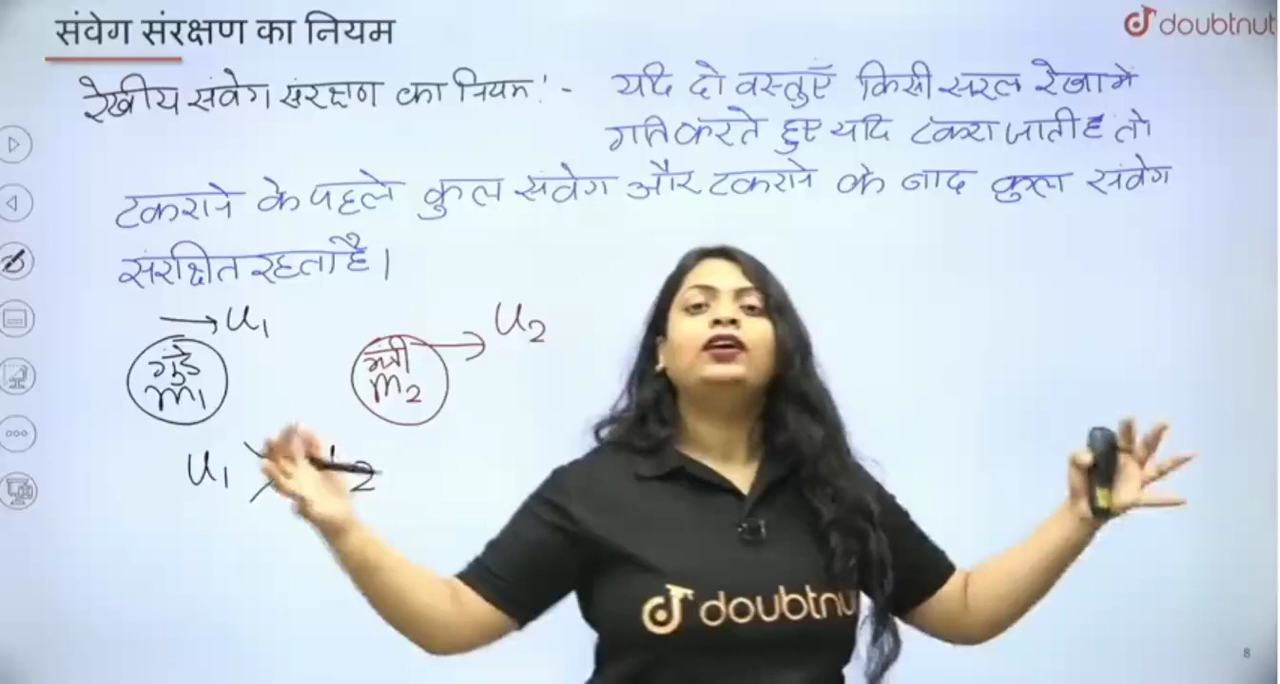 संवेग संरक्षण का नियम
doubtnut
रेखीय संवेग संरक्षण का नियम :- यदि दो वस्तुएँ किसी सरल रेखा में
गति करते हुए यदि टकरा जाती है तो
टकराने के पहले कुल संवेग और टकराने के बाद कुल संवेग
संरक्षित रहता है।
→ u₁
u₂
गुंडे
m₁
मंत्री
m₂
u₁ >
doubtnu
8